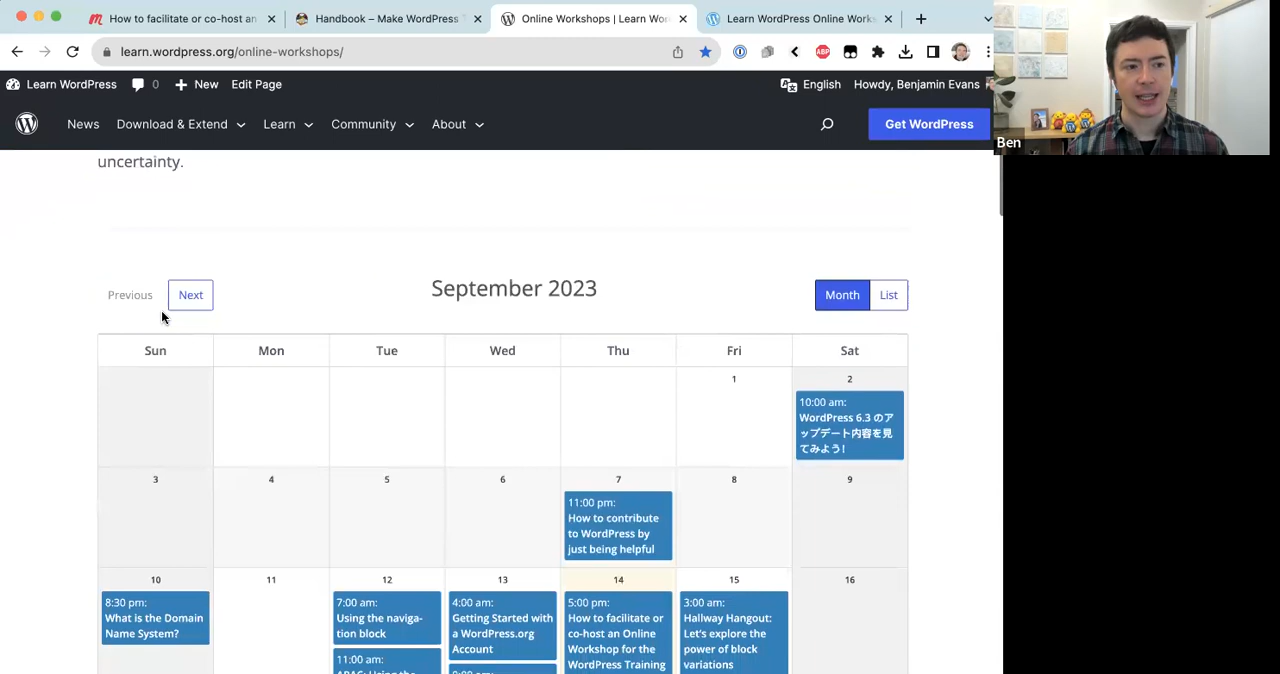 How to facilitate or co-host an
Handbook – Make WordPress T
Online Workshops | Learn Wor
Learn WordPress Online Works
learn.wordpress.org/online-workshops/
ABP
Learn WordPress
0
New
Edit Page
English
Howdy, Benjamin Evans
News
Download & Extend
Learn
Community
About
Get WordPress
Ben
uncertainty.
Previous
Next
September 2023
Month
List
Sun
Mon
Tue
Wed
Thu
Fri
Sat
1
2
10:00 am:
WordPress 6.3 のア
ップデート内容を見
てみよう!
3
4
5
6
7
8
9
11:00 pm:
How to contribute
to WordPress by
just being helpful
10
11
12
13
14
15
16
8:30 pm:
What is the Domain
Name System?
7:00 am:
Using the naviga-
tion block
11:00 am:
4:00 am:
Getting Started with
a WordPress.org
Account
5:00 pm:
How to facilitate or
co-host an Online
Workshop for the
WordPress Training
3:00 am:
Hallway Hangout:
Let's explore the
power of block
variations